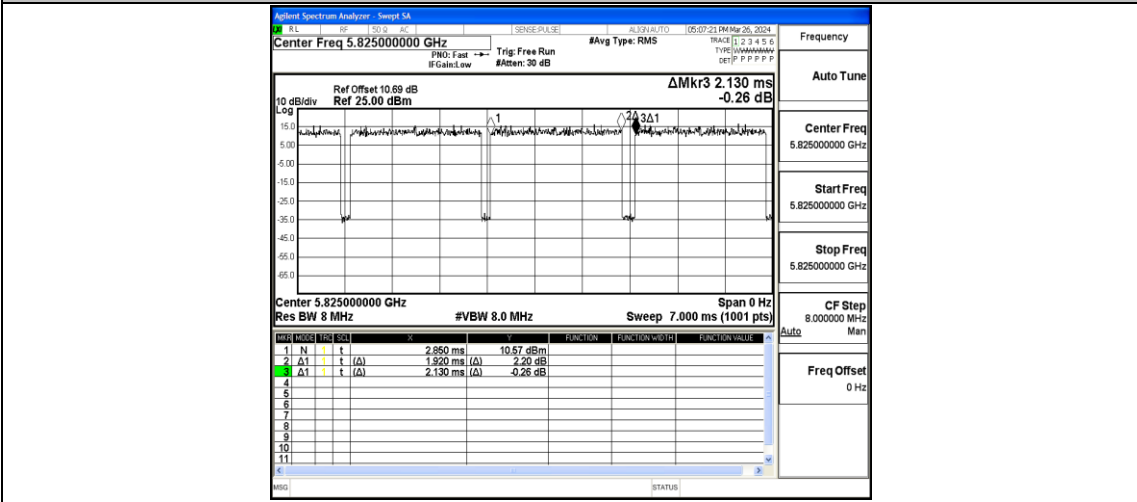 Agilent Spectrum Analyzer - Swept SA
RL RF 50 Ω AC SENSE:PULSE ALIGN AUTO 05:07:21 PM Mar 26, 2024
Center Freq 5.825000000 GHz #Avg Type: RMS TRACE 1 2 3 4 5 6
PNO: Fast Trig: Free Run TYPE WWWWWW
IFGain:Low #Atten: 30 dB DET P P P P P P
ΔMkr3 2.130 ms
-0.26 dB
Ref Offset 10.69 dB
10 dB/div Ref 25.00 dBm
Log
15.0
5.00
-5.00
-15.0
-25.0
-35.0
-45.0
-55.0
-65.0
1
2Δ 3Δ1
Center 5.825000000 GHz Span 0 Hz
Res BW 8 MHz #VBW 8.0 MHz Sweep 7.000 ms (1001 pts)
MKR MODE TRC SCL X Y FUNCTION FUNCTION WIDTH FUNCTION VALUE
1 N 1 t 2.850 ms 10.57 dBm
2 Δ1 1 t (Δ) 1.920 ms (Δ) 2.20 dB
3 Δ1 1 t (Δ) 2.130 ms (Δ) -0.26 dB
4
5
6
7
8
9
10
11
MSG STATUS
Frequency
Auto Tune
Center Freq
5.825000000 GHz
Start Freq
5.825000000 GHz
Stop Freq
5.825000000 GHz
CF Step
8.000000 MHz
Auto Man
Freq Offset
0 Hz